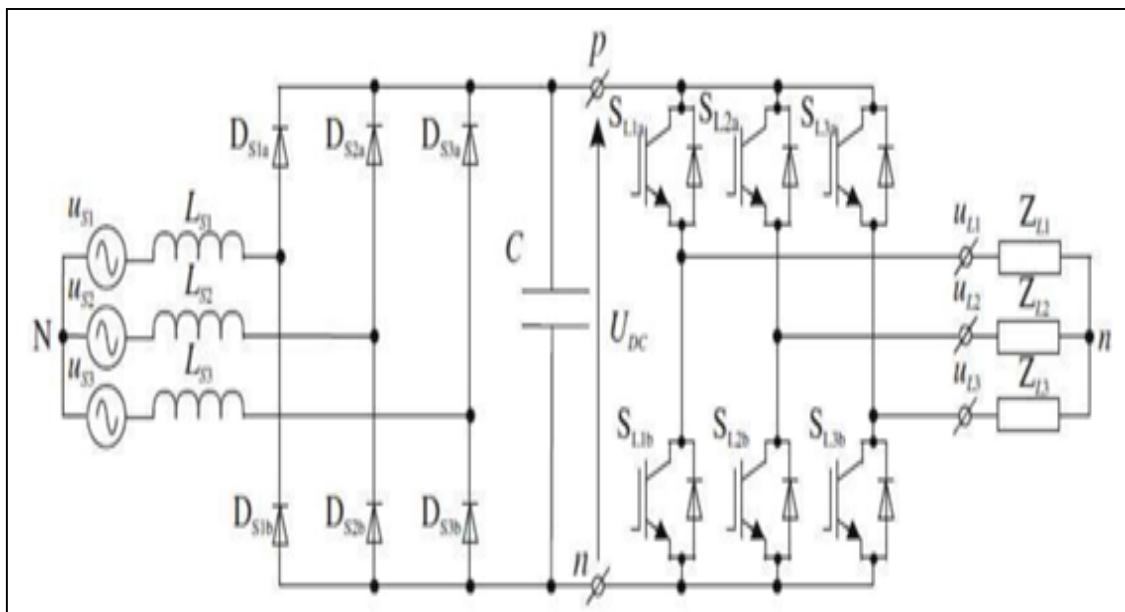 p
S_L1a S_L2a S_L3a
D_S1a D_S2a D_S3a
u_S1 L_S1
u_L1 Z_L1
C
u_S2 L_S2
u_L2 Z_L2
N
U_DC
n
u_S3 L_S3
u_L3 Z_L3
S_L1b S_L2b S_L3b
D_S1b D_S2b D_S3b
n